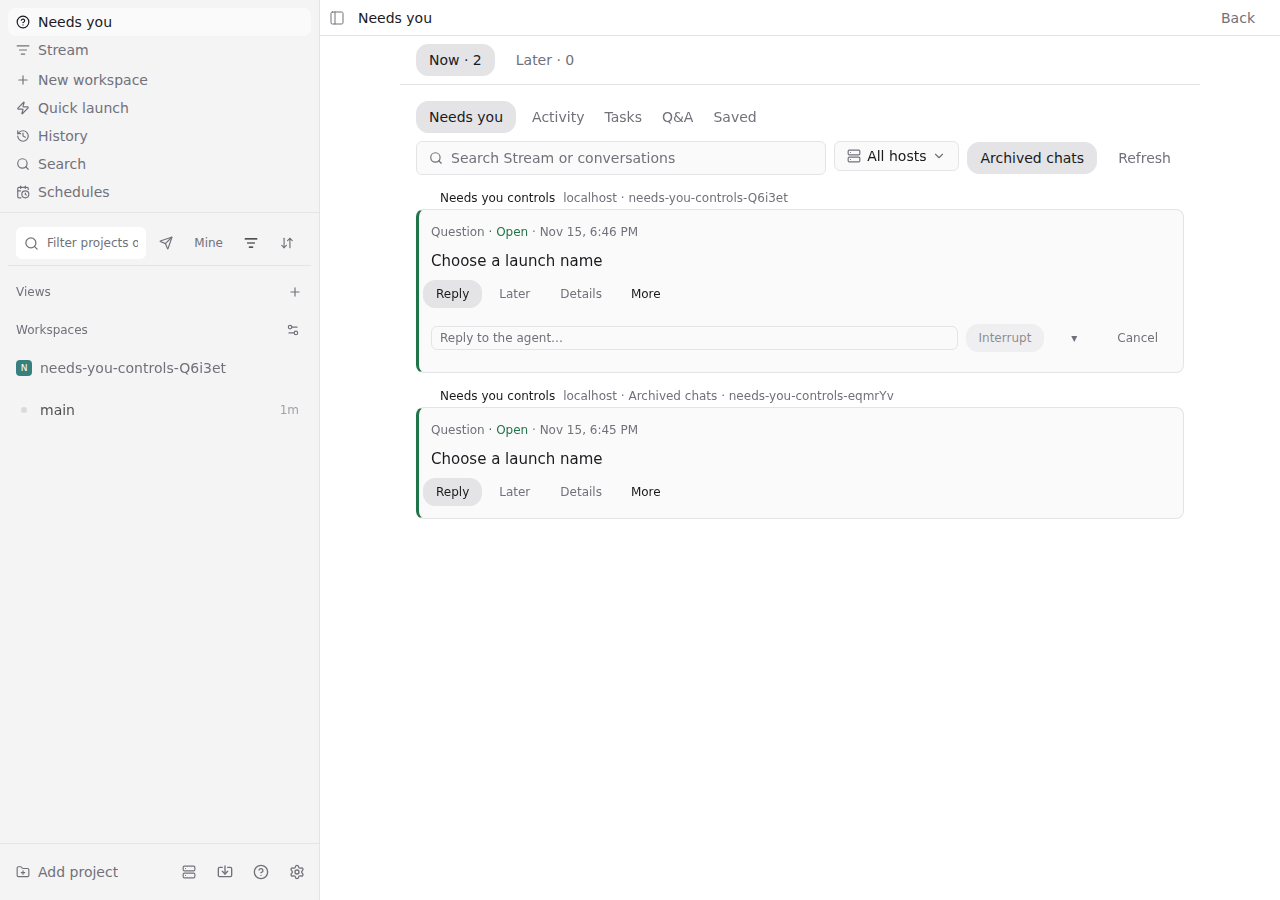 Needs you
Stream
New workspace
Quick launch
History
Search
Schedules
Filter projects o
Mine
Views
Workspaces
N needs-you-controls-Q6i3et
main 1m
Add project
Needs you Back
Now · 2 Later · 0
Needs you Activity Tasks Q&A Saved
Search Stream or conversations All hosts Archived chats Refresh
Needs you controls localhost · needs-you-controls-Q6i3et
Question · Open · Nov 15, 6:46 PM
Choose a launch name
Reply Later Details More
Reply to the agent... Interrupt ▾ Cancel
Needs you controls localhost · Archived chats · needs-you-controls-eqmrYv
Question · Open · Nov 15, 6:45 PM
Choose a launch name
Reply Later Details More